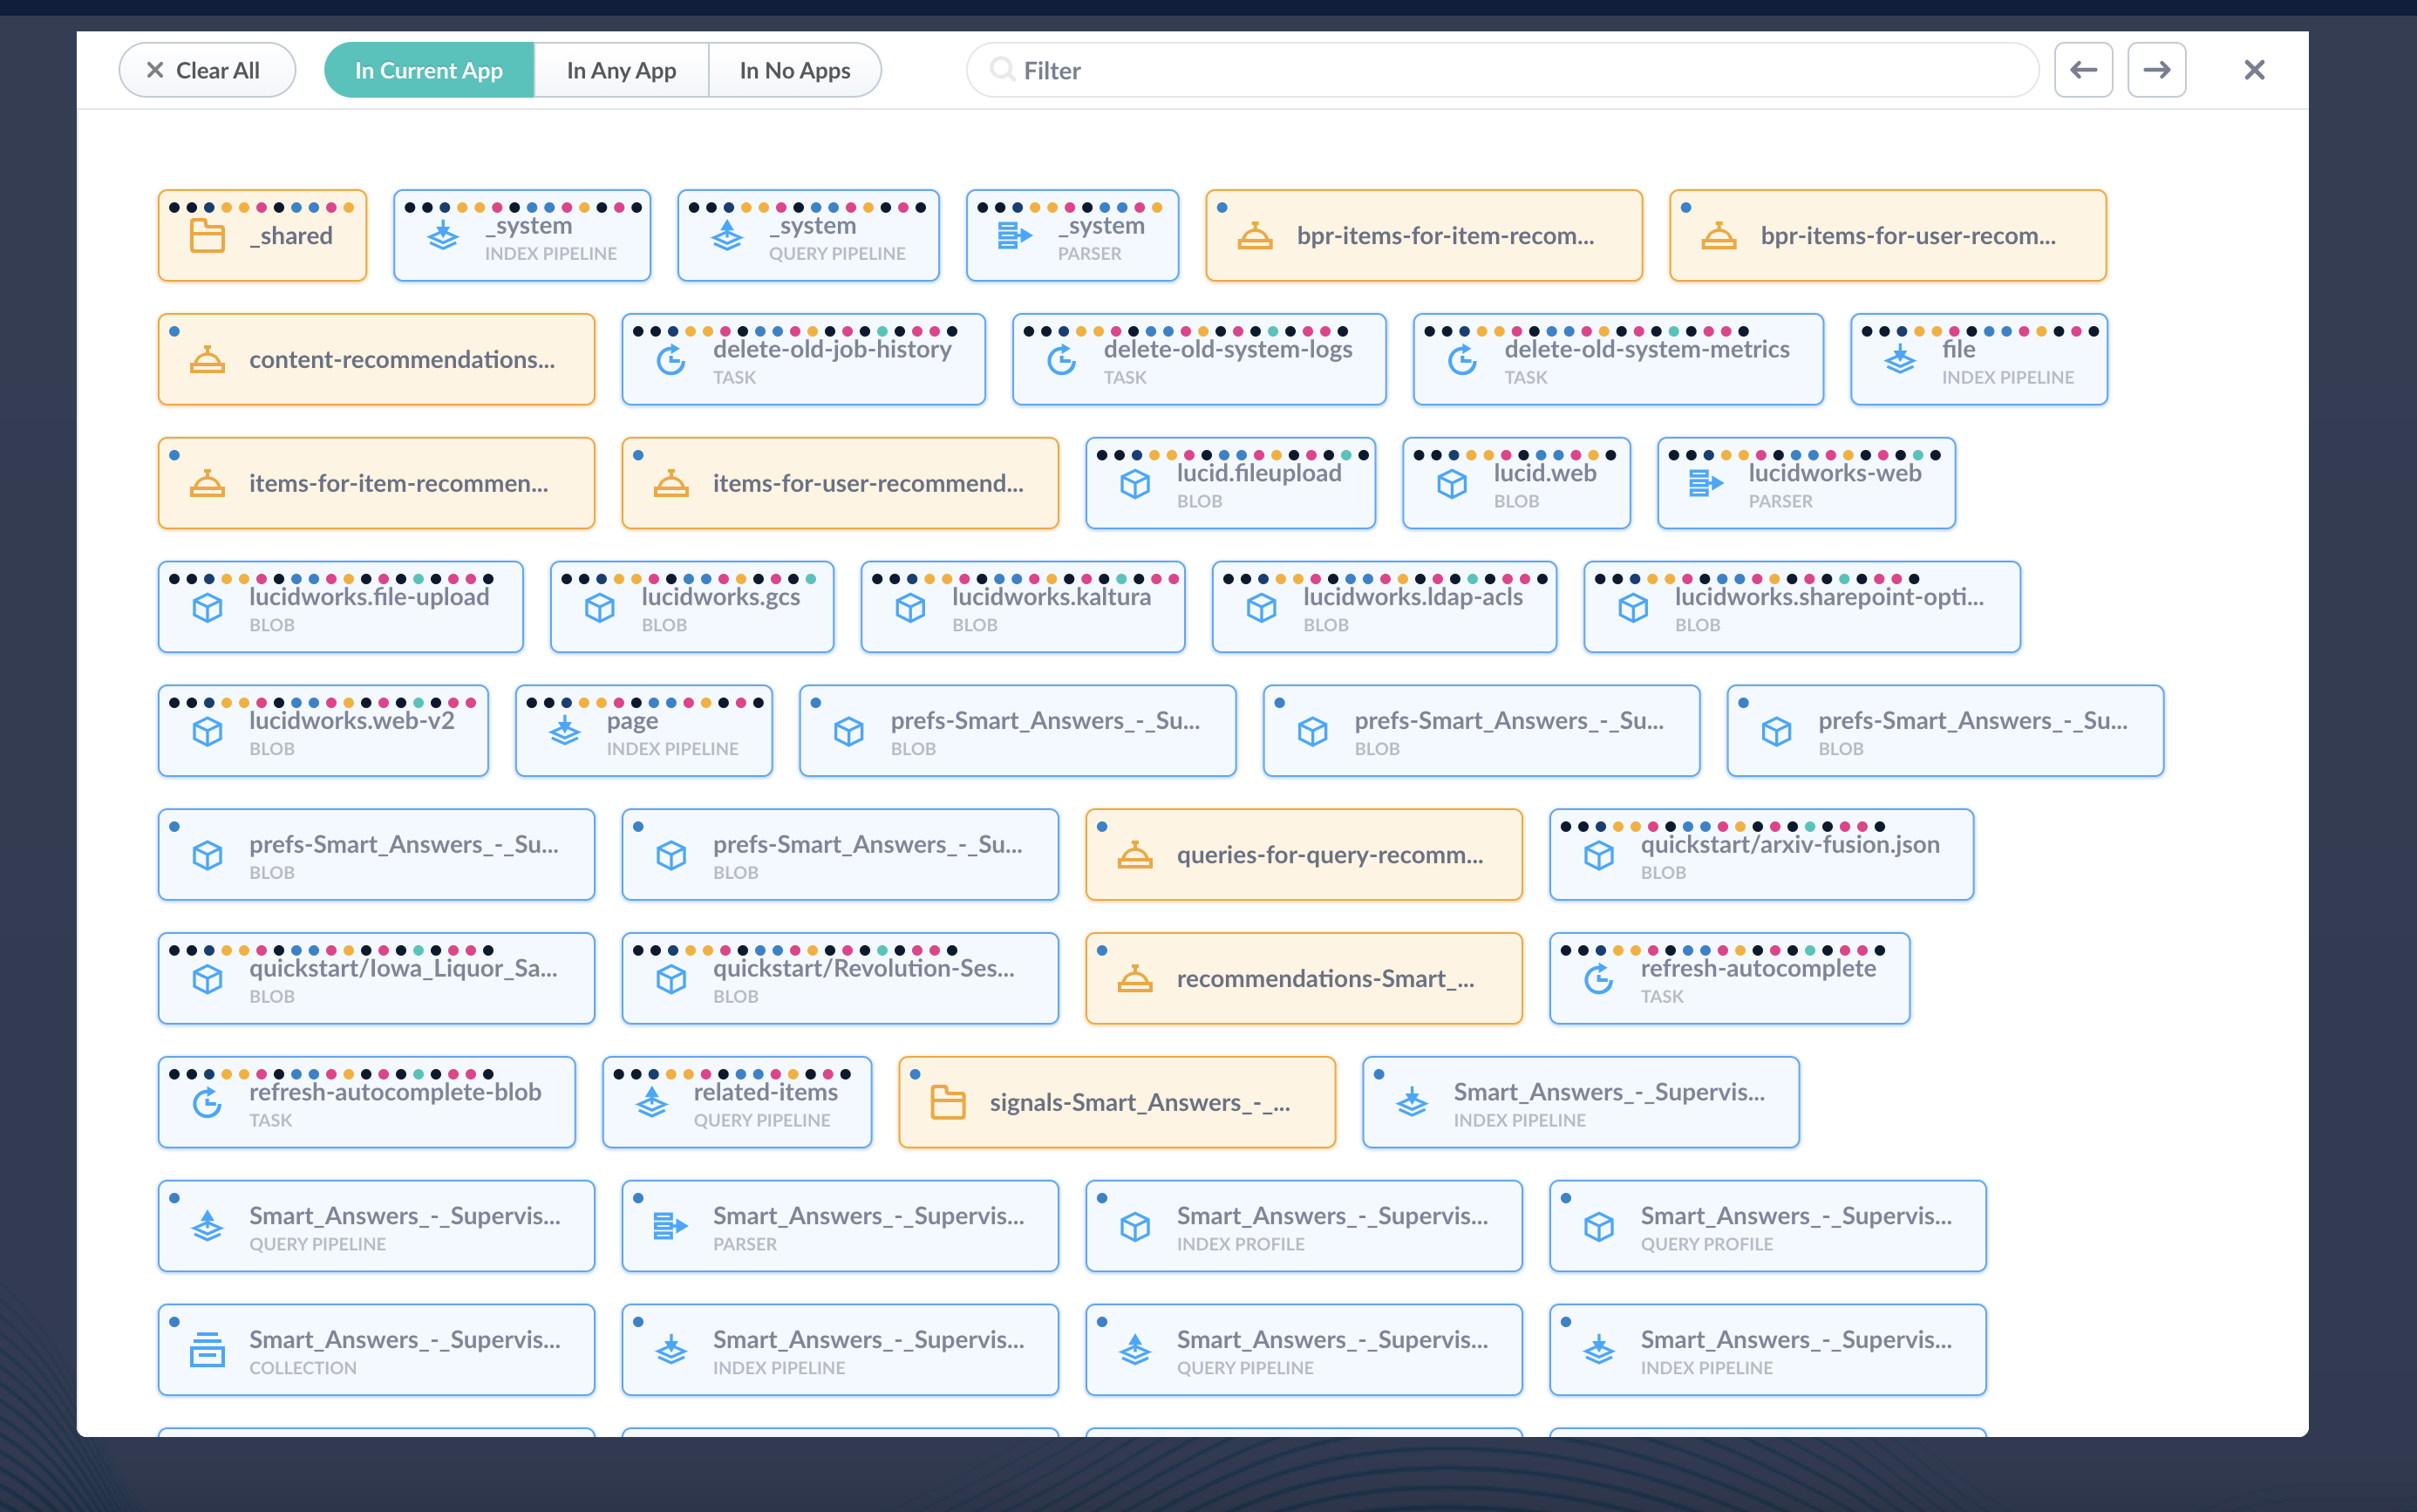 Clear All
In Current App
In Any App
In No Apps
Filter
_shared
_system
INDEX PIPELINE
_system
QUERY PIPELINE
_system
PARSER
bpr-items-for-item-recom...
bpr-items-for-user-recom...
content-recommendations...
delete-old-job-history
TASK
delete-old-system-logs
TASK
delete-old-system-metrics
TASK
file
INDEX PIPELINE
items-for-item-recommen...
items-for-user-recommend...
lucid.fileupload
BLOB
lucid.web
BLOB
lucidworks-web
PARSER
lucidworks.file-upload
BLOB
lucidworks.gcs
BLOB
lucidworks.kaltura
BLOB
lucidworks.ldap-acls
BLOB
lucidworks.sharepoint-opti...
BLOB
lucidworks.web-v2
BLOB
page
INDEX PIPELINE
prefs-Smart_Answers_-_Su...
BLOB
prefs-Smart_Answers_-_Su...
BLOB
prefs-Smart_Answers_-_Su...
BLOB
prefs-Smart_Answers_-_Su...
BLOB
prefs-Smart_Answers_-_Su...
BLOB
queries-for-query-recomm...
quickstart/arxiv-fusion.json
BLOB
quickstart/Iowa_Liquor_Sa...
BLOB
quickstart/Revolution-Ses...
BLOB
recommendations-Smart_...
refresh-autocomplete
TASK
refresh-autocomplete-blob
TASK
related-items
QUERY PIPELINE
signals-Smart_Answers_-_...
Smart_Answers_-_Supervis...
INDEX PIPELINE
Smart_Answers_-_Supervis...
QUERY PIPELINE
Smart_Answers_-_Supervis...
PARSER
Smart_Answers_-_Supervis...
INDEX PROFILE
Smart_Answers_-_Supervis...
QUERY PROFILE
Smart_Answers_-_Supervis...
COLLECTION
Smart_Answers_-_Supervis...
INDEX PIPELINE
Smart_Answers_-_Supervis...
QUERY PIPELINE
Smart_Answers_-_Supervis...
INDEX PIPELINE